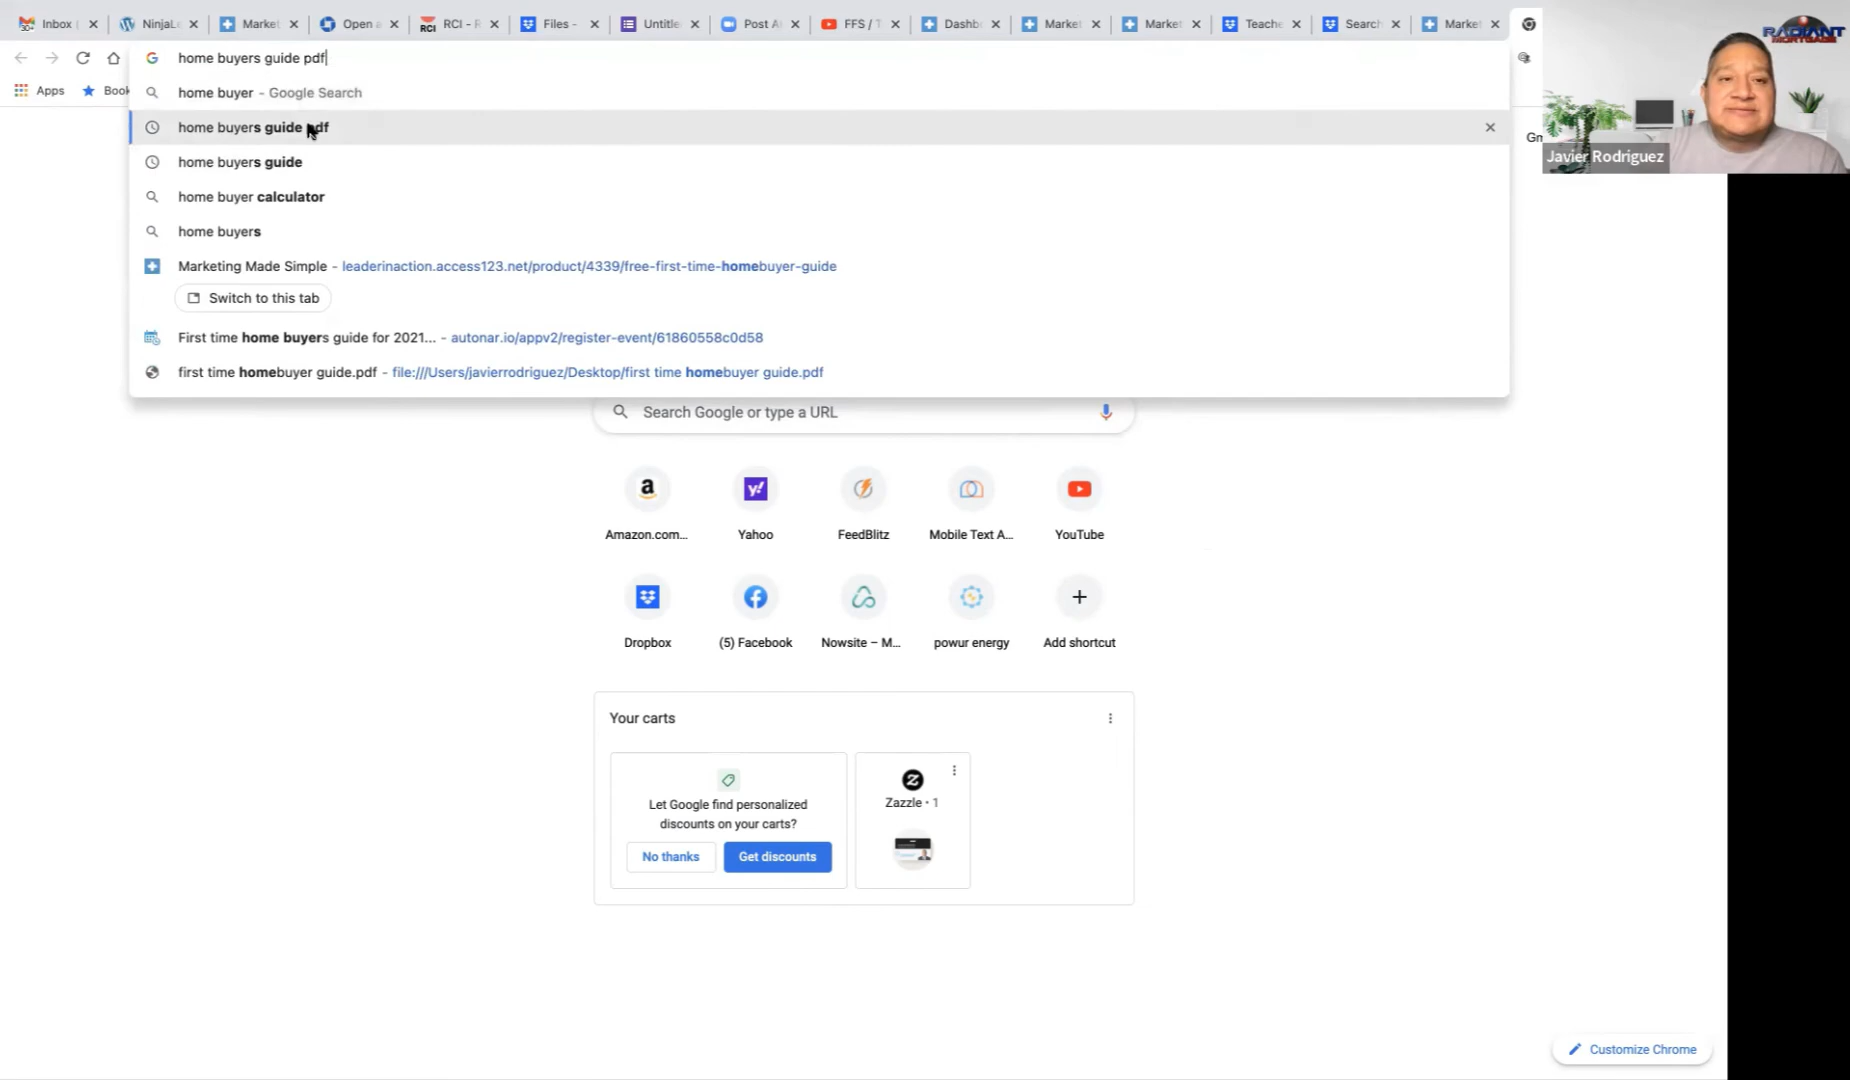 Inbox (
NinjaLe
Market
Open a
RCI - R
Files -
Untitle
Post At
FFS / T
Dashb
Market
Market
Teache
Search
Market
home buyers guide pdf
home buyer - Google Search
home buyers guide pdf
home buyers guide
home buyer calculator
home buyers
Marketing Made Simple - leaderinaction.access123.net/product/4339/free-first-time-homebuyer-guide
Switch to this tab
First time home buyers guide for 2021... - autonar.io/appv2/register-event/61860558c0d58
first time homebuyer guide.pdf - file:///Users/javierrodriguez/Desktop/first time homebuyer guide.pdf
Apps
Book
Gm
RADIANT
MORTGAGE
Javier Rodriguez
Search Google or type a URL
Amazon.com...
Yahoo
FeedBlitz
Mobile Text A...
YouTube
Dropbox
(5) Facebook
Nowsite – M...
powur energy
Add shortcut
Your carts
Let Google find personalized
discounts on your carts?
No thanks
Get discounts
Zazzle • 1
Customize Chrome